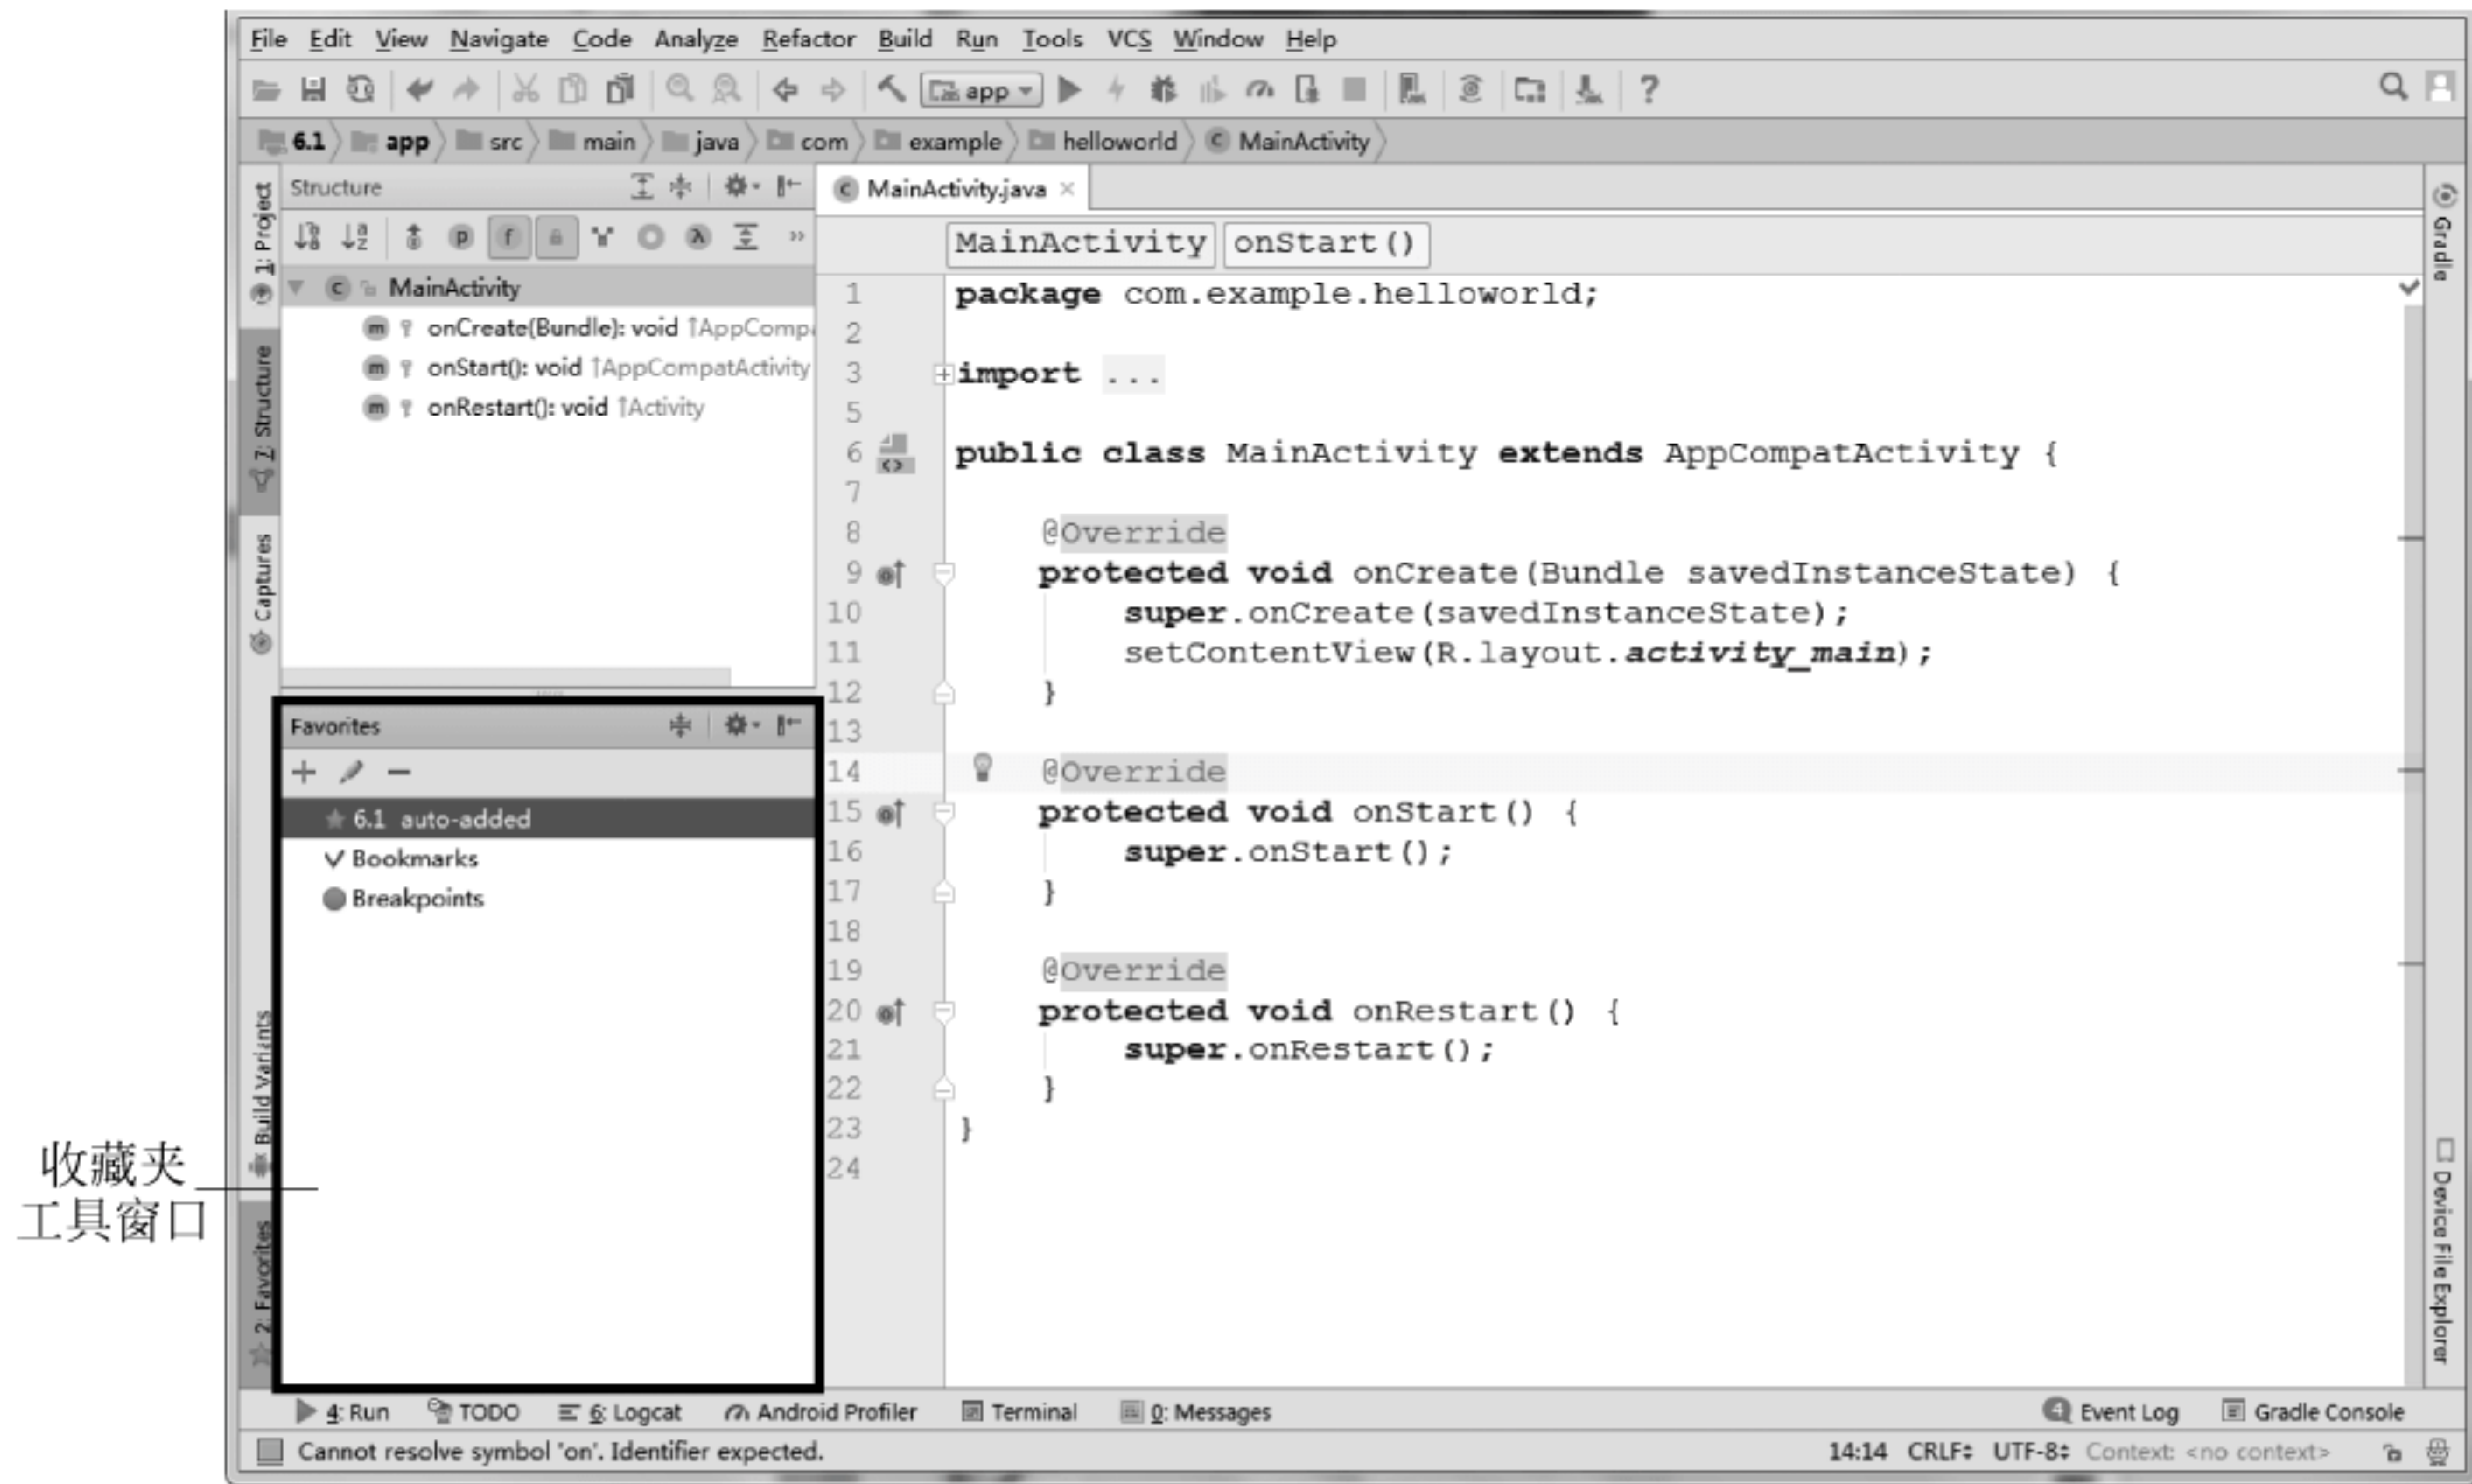 File Edit View Navigate Code Analyze Refactor Build Run Tools VCS Window Help
app
6.1 app src main java com example helloworld MainActivity
1: Project
7: Structure
Captures
Build Variants
2: Favorites
Structure
MainActivity
onCreate(Bundle): void ↑AppCompa
onStart(): void ↑AppCompatActivity
onRestart(): void ↑Activity
Favorites
6.1 auto-added
Bookmarks
Breakpoints
收藏夹
工具窗口
MainActivity.java
MainActivity onStart()
1 package com.example.helloworld;
2
3 import ...
5
6 public class MainActivity extends AppCompatActivity {
7
8 @Override
9 protected void onCreate(Bundle savedInstanceState) {
10 super.onCreate(savedInstanceState);
11 setContentView(R.layout.activity_main);
12 }
13
14 @Override
15 protected void onStart() {
16 super.onStart();
17 }
18
19 @Override
20 protected void onRestart() {
21 super.onRestart();
22 }
23 }
24
Gradle
Device File Explorer
4: Run TODO 6: Logcat Android Profiler Terminal 0: Messages 4 Event Log Gradle Console
Cannot resolve symbol 'on'. Identifier expected. 14:14 CRLF UTF-8 Context: <no context>